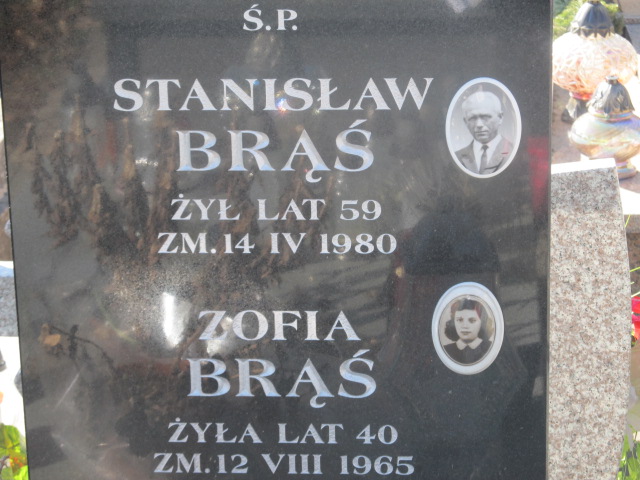 Ś.P.
STANISŁAW
BRĄŚ
ŻYŁ LAT 59
ZM. 14 IV 1980
ZOFIA
BRĄŚ
ŻYŁA LAT 40
ZM. 12 VIII 1965